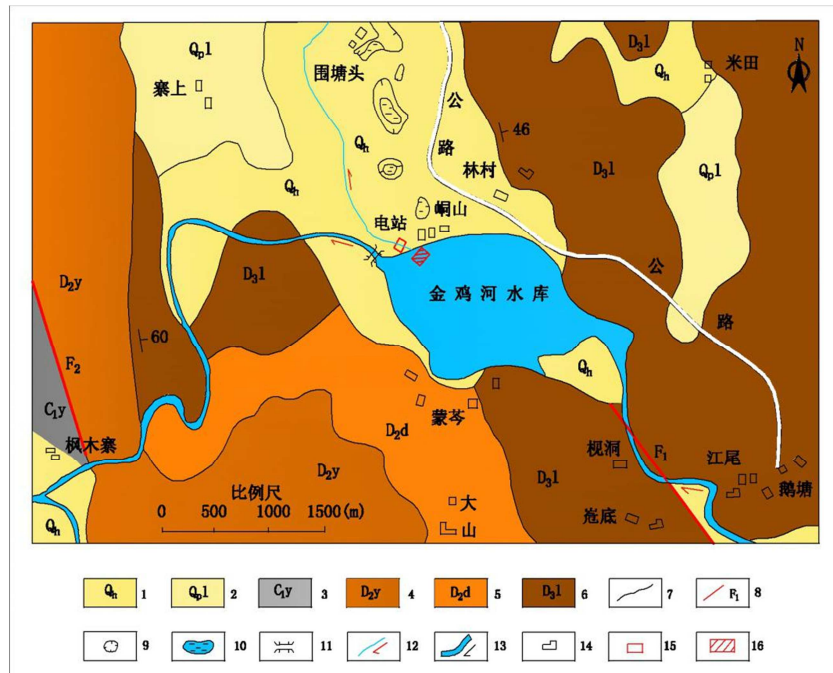 D₃l
Qₚl
N
米田
围塘头
Qₕ
寨上
公
46
路
Qₕ
D₃l
Qₚl
林村
Qₕ
电站
峒山
D₃l
公
金鸡河水库
D₂y
路
60
F₂
Qₕ
C₁y
蒙芩
D₂d
枫木寨
枧洞
F₁
江尾
D₂y
D₃l
鹅塘
比例尺
大
0 500 1000 1500(m)
山
底
Qₕ
Qₕ 1
Qₚl 2
C₁y 3
D₂y 4
D₂d 5
D₃l 6
7
F₁ 8
9
10
11
12
13
14
15
16